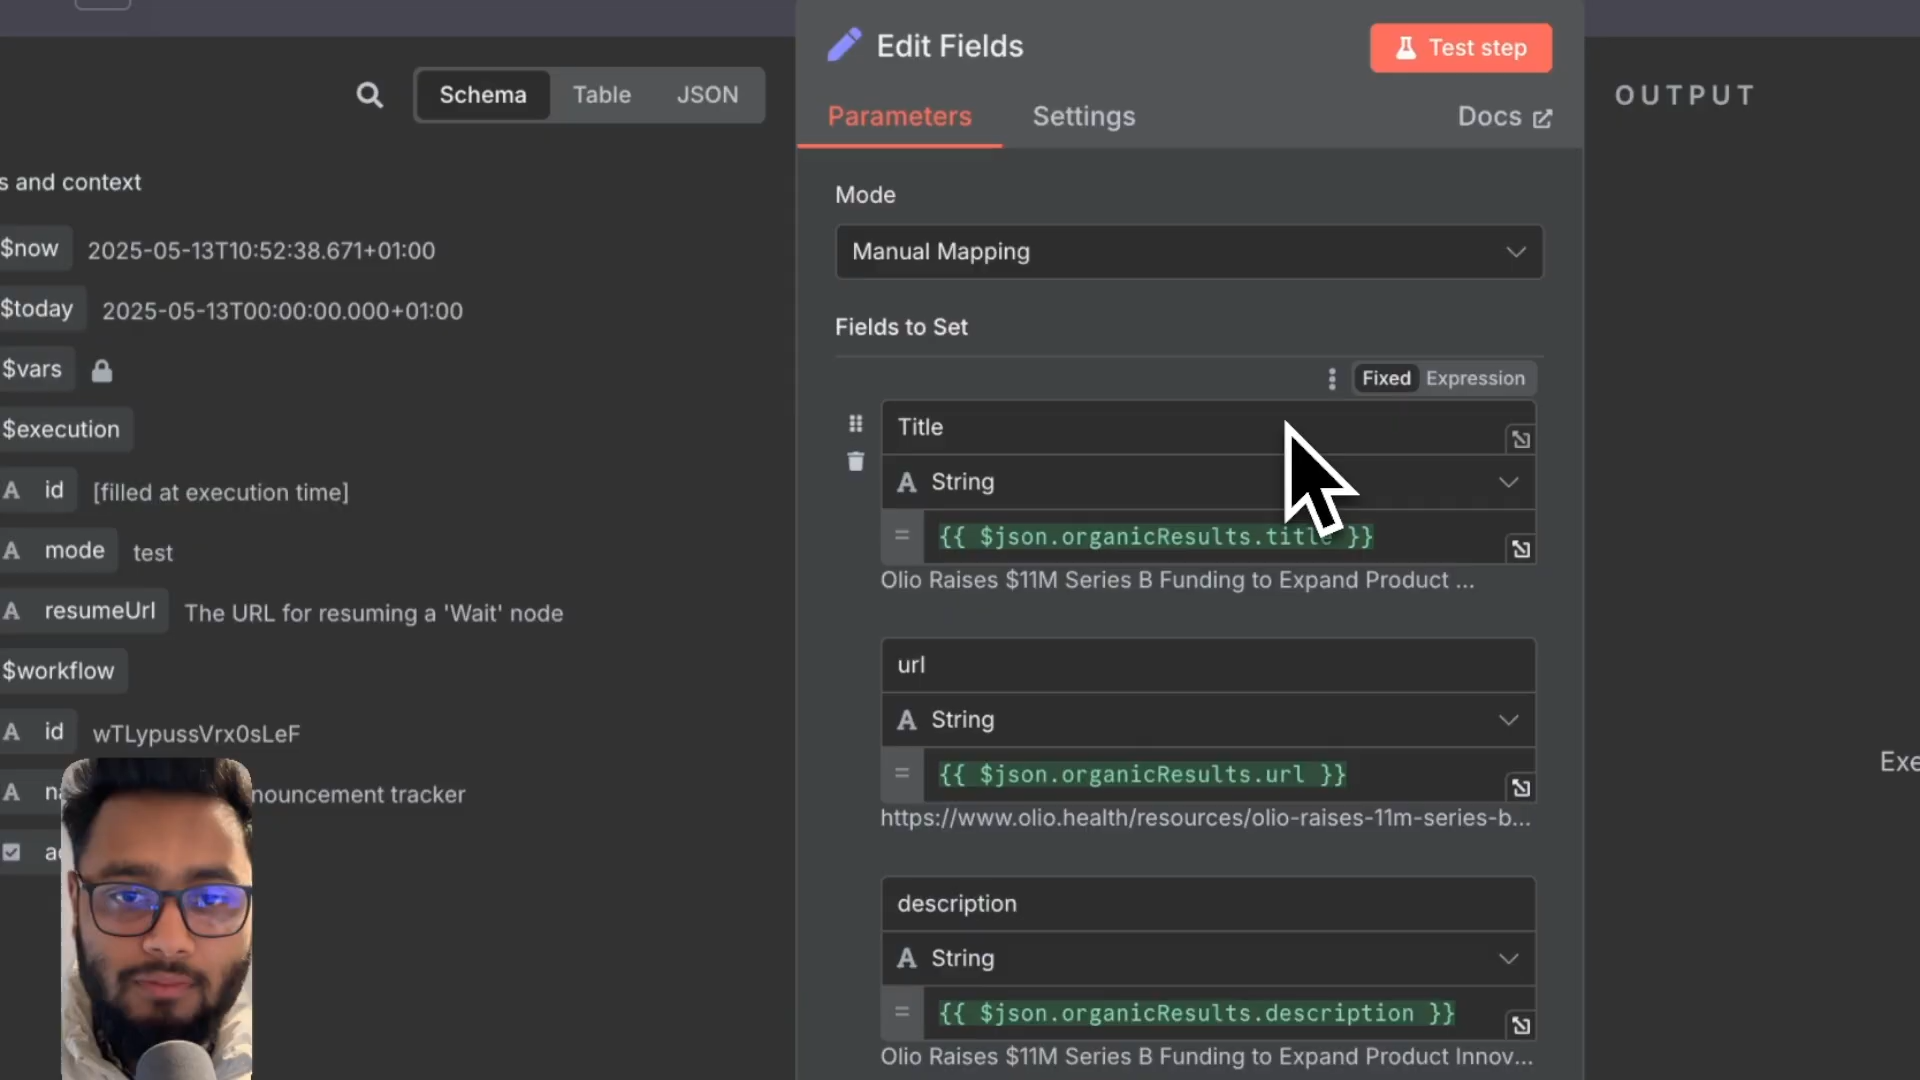 Schema
Table
JSON
s and context
$now
2025-05-13T10:52:38.671+01:00
$today
2025-05-13T00:00:00.000+01:00
$vars
$execution
A id
[filled at execution time]
A mode
test
A resumeUrl
The URL for resuming a 'Wait' node
$workflow
A id
wTLypussVrx0sLeF
A na
nouncement tracker
ac
Edit Fields
Test step
Parameters
Settings
Docs
Mode
Manual Mapping
Fields to Set
Fixed Expression
Title
A String
= {{ $json.organicResults.title }}
Olio Raises $11M Series B Funding to Expand Product ...
url
A String
= {{ $json.organicResults.url }}
https://www.olio.health/resources/olio-raises-11m-series-b...
description
A String
= {{ $json.organicResults.description }}
Olio Raises $11M Series B Funding to Expand Product Innov...
OUTPUT
Exe